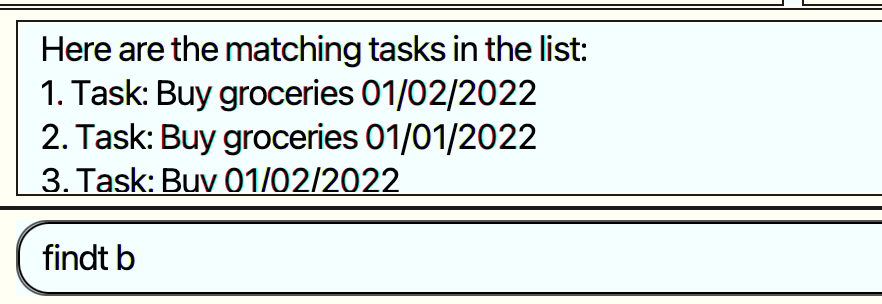 Here are the matching tasks in the list:
1. Task: Buy groceries 01/02/2022
2. Task: Buy groceries 01/01/2022
3. Task: Buy 01/02/2022
findt b